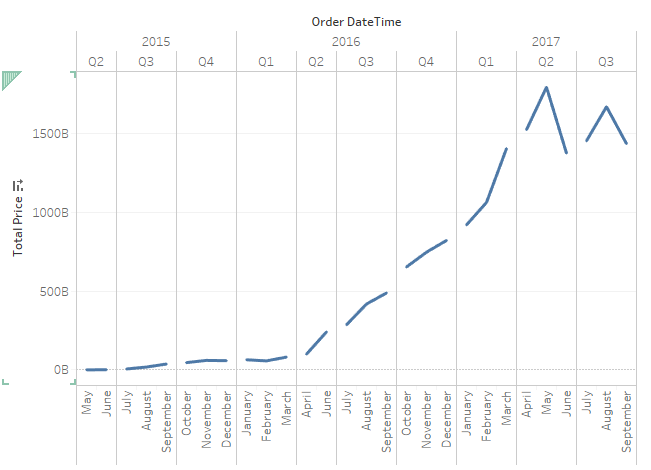 Order DateTime
2015 2016 2017
Q2 Q3 Q4 Q1 Q2 Q3 Q4 Q1 Q2 Q3
Total Price
1500B
1000B
500B
0B
May June July August September October November December January February March April May June July August September October November December January February March April May June July August September